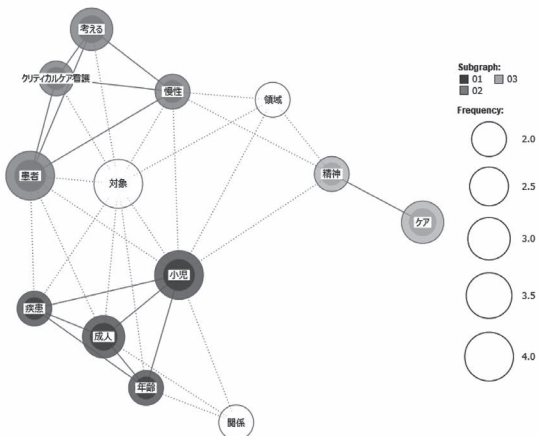 考える
クリティカルケア看護
慢性
領域
患者
対象
精神
ケア
小児
疾患
成人
年齢
関係
Subgraph:
01 03
02
Frequency:
2.0
2.5
3.0
3.5
4.0